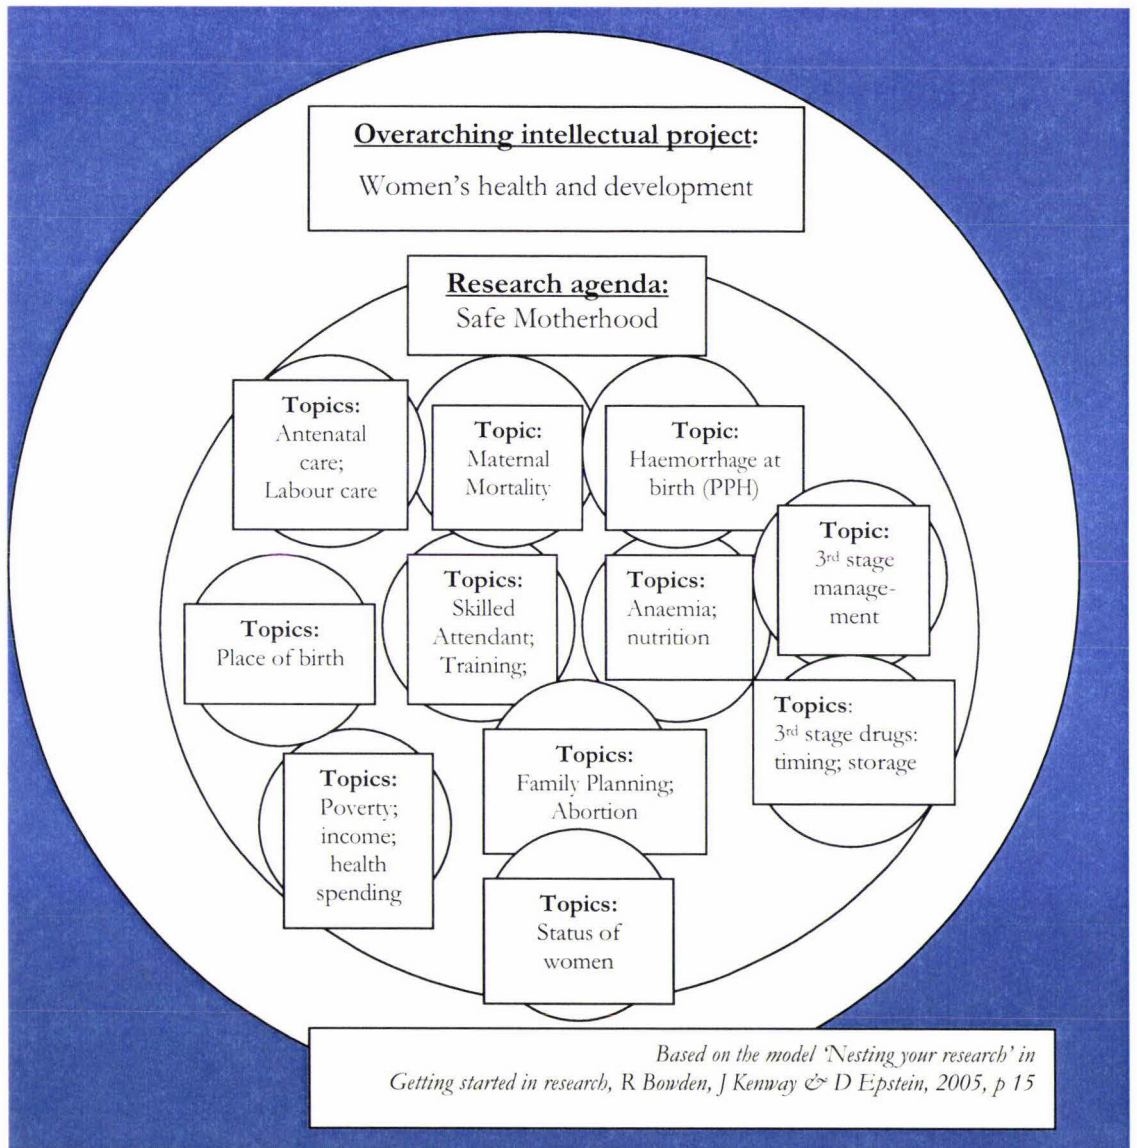 Overarching intellectual project:
Women's health and development
Research agenda:
Safe Motherhood
Topics:
Antenatal
care;
Labour care
Topic:
Maternal
Mortality
Topic:
Haemorrhage at
birth (PPH)
Topic:
3rd stage
manage-
ment
Topics:
Place of birth
Topics:
Skilled
Attendant;
Training;
Topics:
Anaemia;
nutrition
Topics:
3rd stage drugs:
timing; storage
Topics:
Poverty;
income;
health
spending
Topics:
Family Planning;
Abortion
Topics:
Status of
women
Based on the model 'Nesting your research' in
Getting started in research, R Bowden, J Kenway & D Epstein, 2005, p 15